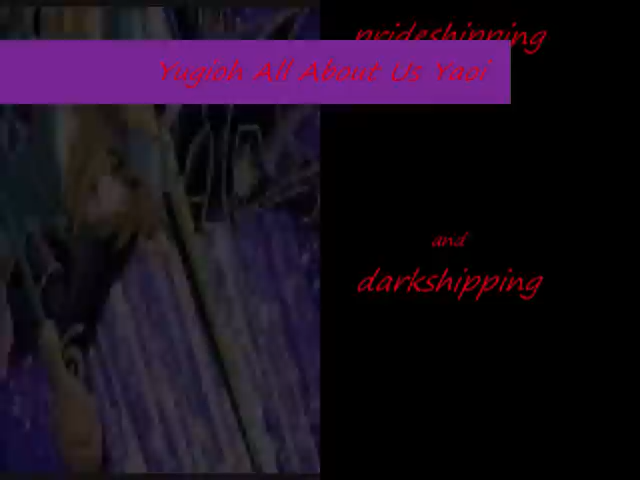 prideshipping
Yugioh All About Us Yaoi
and
darkshipping